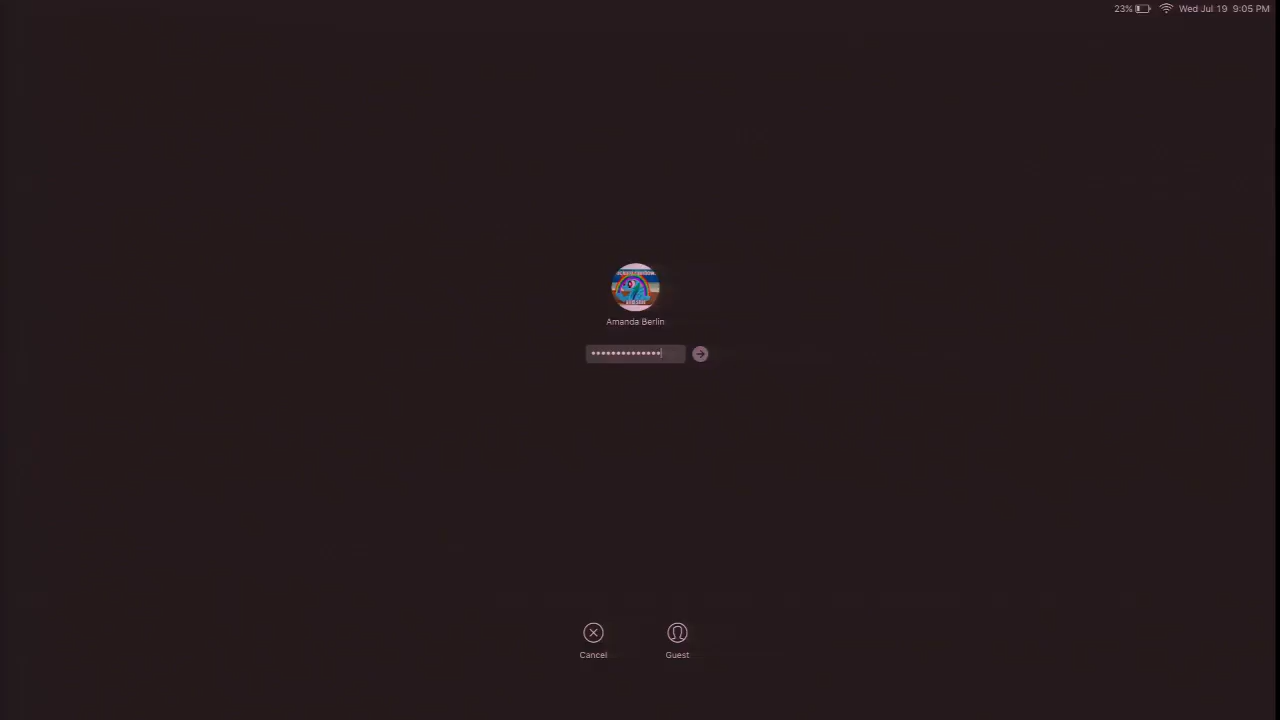 23% Wed Jul 19 9:05 PM
Amanda Berlin
••••••••••••••
Cancel Guest